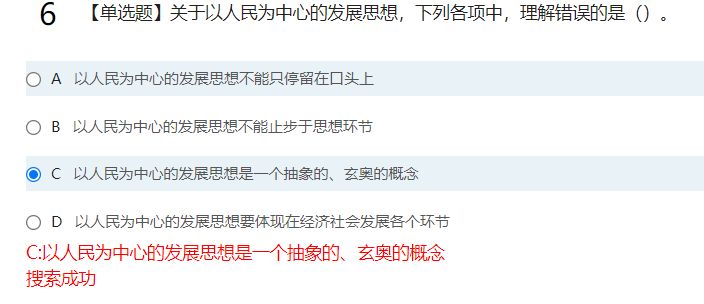 6 【单选题】关于以人民为中心的发展思想，下列各项中，理解错误的是（）。
A 以人民为中心的发展思想不能只停留在口头上
B 以人民为中心的发展思想不能止步于思想环节
C 以人民为中心的发展思想是一个抽象的、玄奥的概念
D 以人民为中心的发展思想要体现在经济社会发展各个环节
C:以人民为中心的发展思想是一个抽象的、玄奥的概念
搜索成功